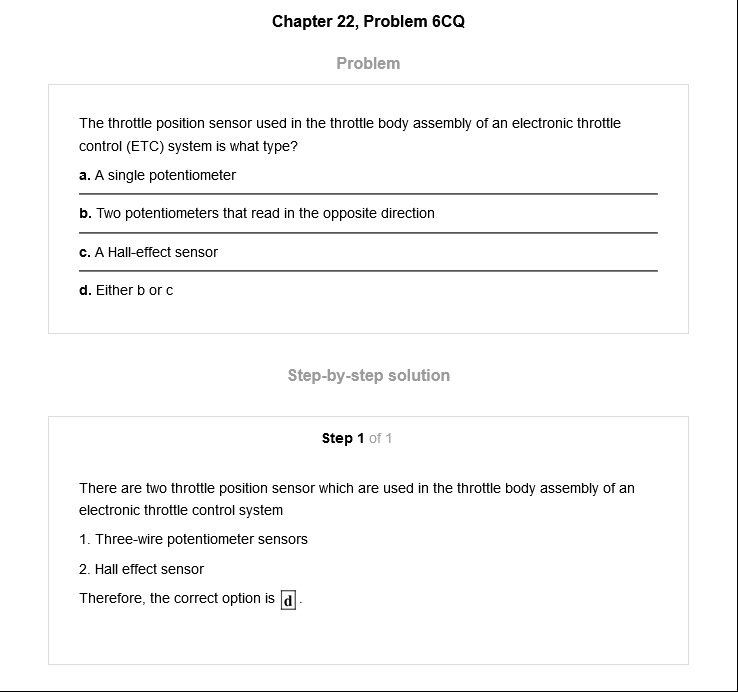 Chapter 22, Problem 6CQ
Problem
The throttle position sensor used in the throttle body assembly of an electronic throttle
control (ETC) system is what type?
a. A single potentiometer
b. Two potentiometers that read in the opposite direction
c. A Hall-effect sensor
d. Either b or c
Step-by-step solution
Step 1 of 1
There are two throttle position sensor which are used in the throttle body assembly of an
electronic throttle control system
1. Three-wire potentiometer sensors
2. Hall effect sensor
Therefore, the correct option is d.